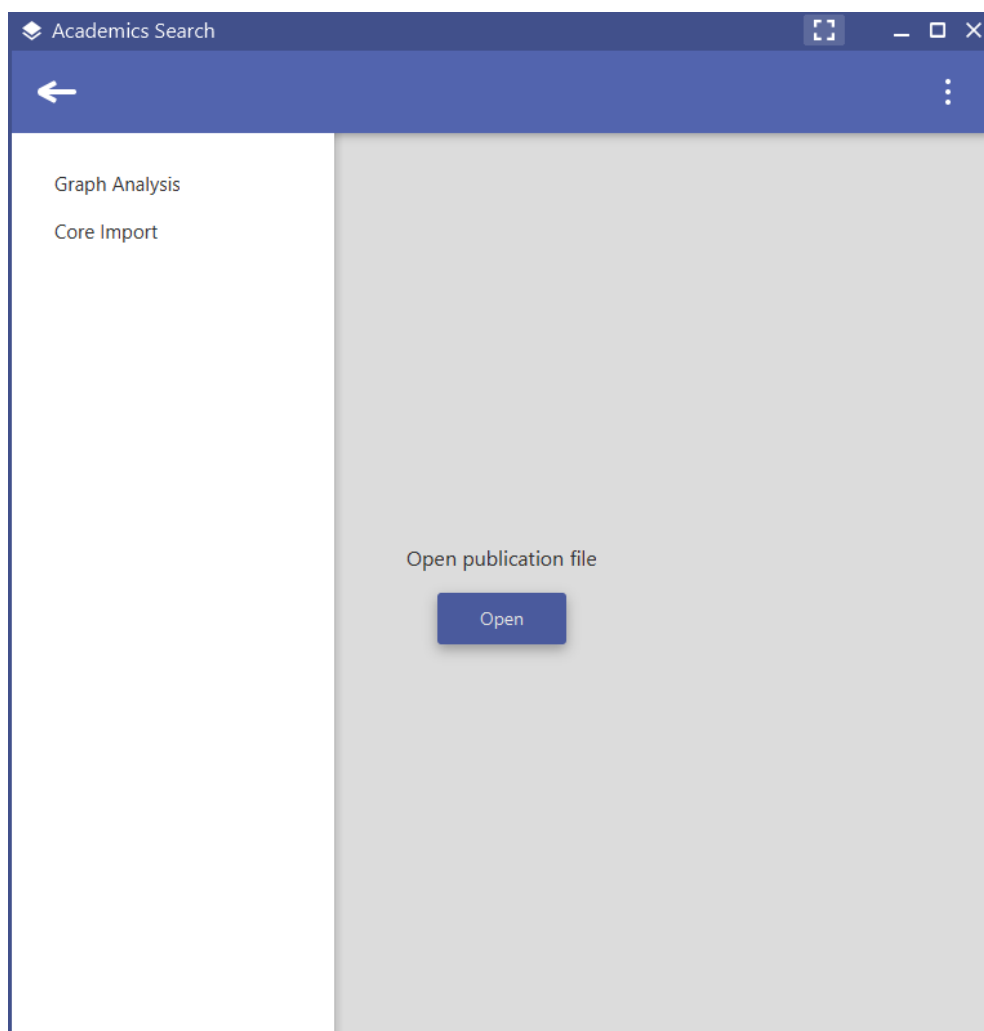 Academics Search
Graph Analysis
Core Import
Open publication file
Open